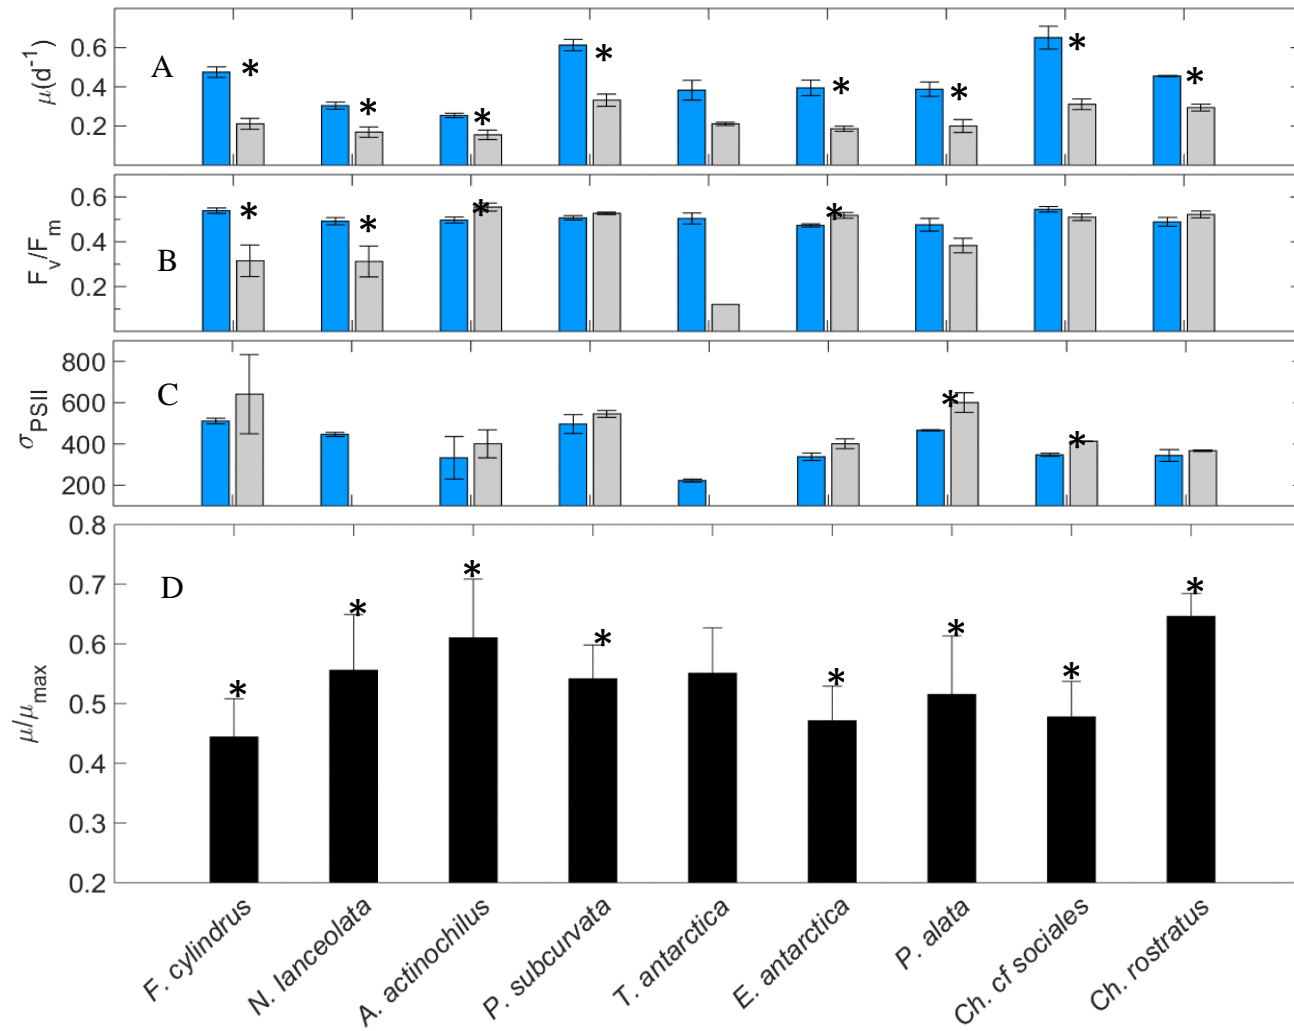 A
μ(d⁻¹)
0.6
0.4
0.2
* * * * * * * *
B
Fv/Fm
0.6
0.4
0.2
* * * *
C
σPSII
800
600
400
200
* *
D
μ/μmax
0.8
0.7
0.6
0.5
0.4
0.3
0.2
* * * * * * * *
F. cylindrus
N. lanceolata
A. actinochilus
P. subcurvata
T. antarctica
E. antarctica
P. alata
Ch. cf sociales
Ch. rostratus